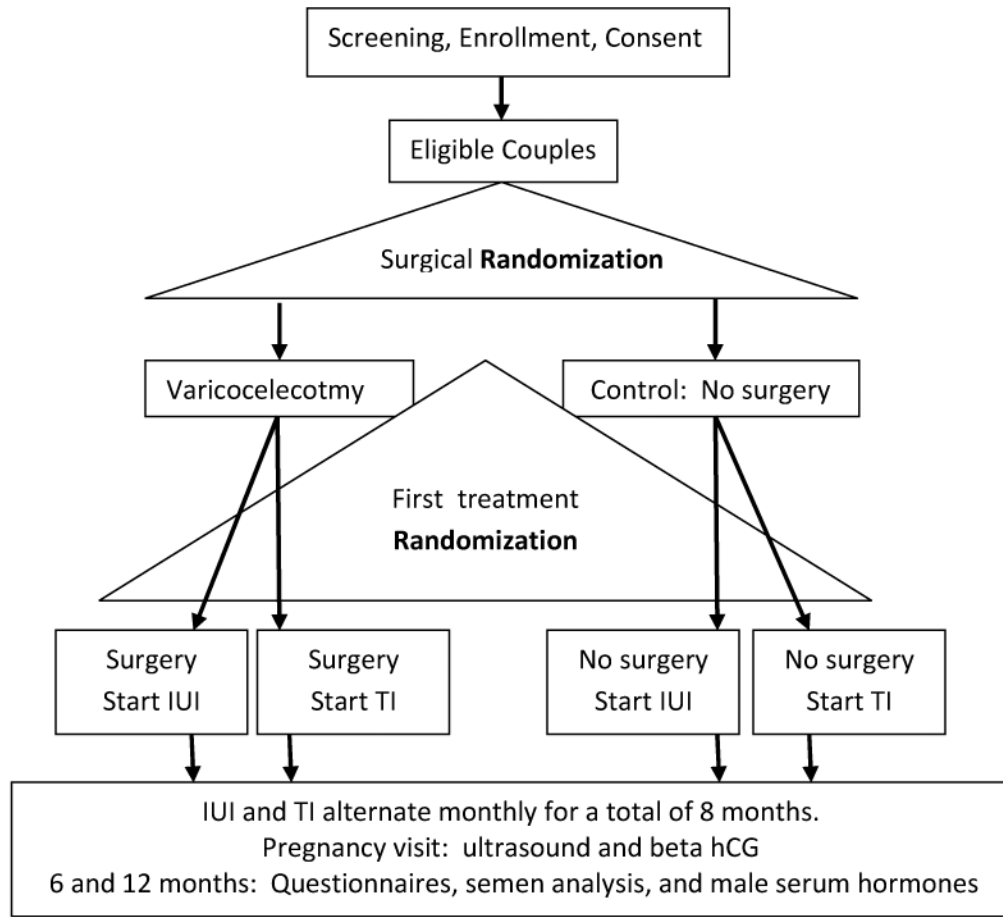 Screening, Enrollment, Consent
Eligible Couples
Surgical Randomization
Varicocelecotmy
Control: No surgery
First treatment
Randomization
Surgery
Start IUI
Surgery
Start TI
No surgery
Start IUI
No surgery
Start TI
IUI and TI alternate monthly for a total of 8 months.
Pregnancy visit: ultrasound and beta hCG
6 and 12 months: Questionnaires, semen analysis, and male serum hormones